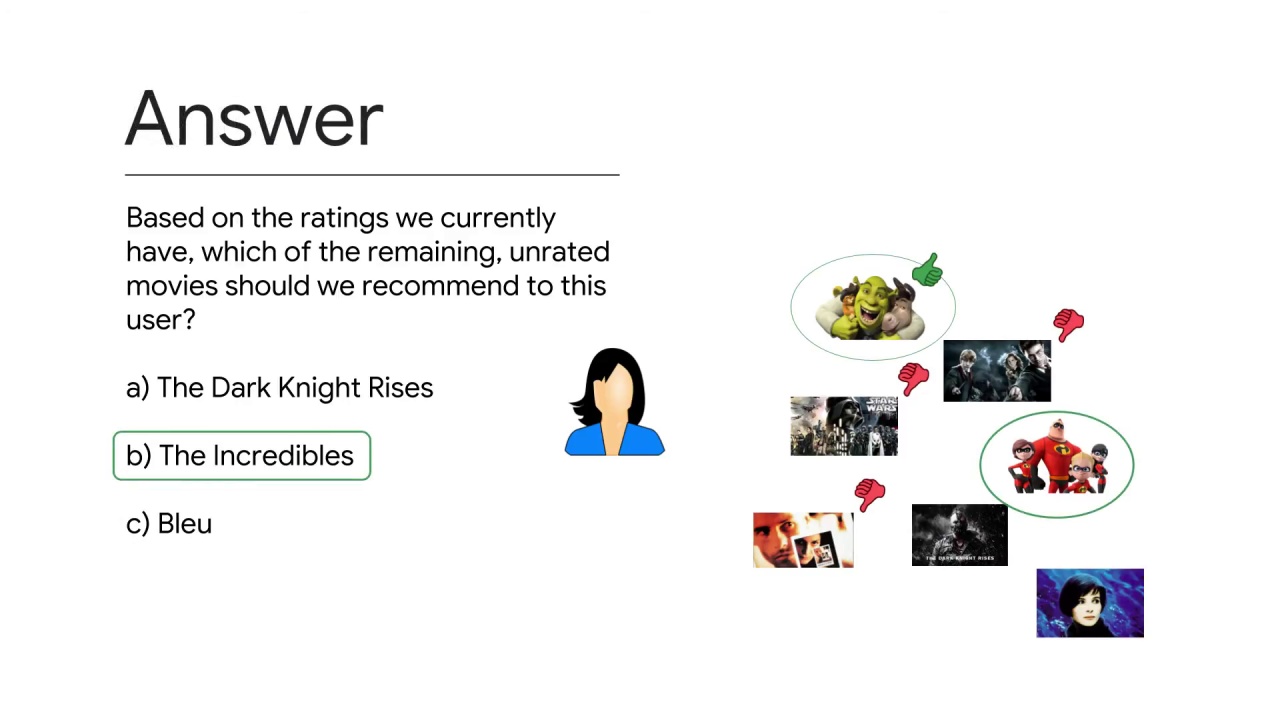 Answer
Based on the ratings we currently
have, which of the remaining, unrated
movies should we recommend to this
user?
a) The Dark Knight Rises
b) The Incredibles
c) Bleu
STAR
WARS
THE DARK KNIGHT RISES